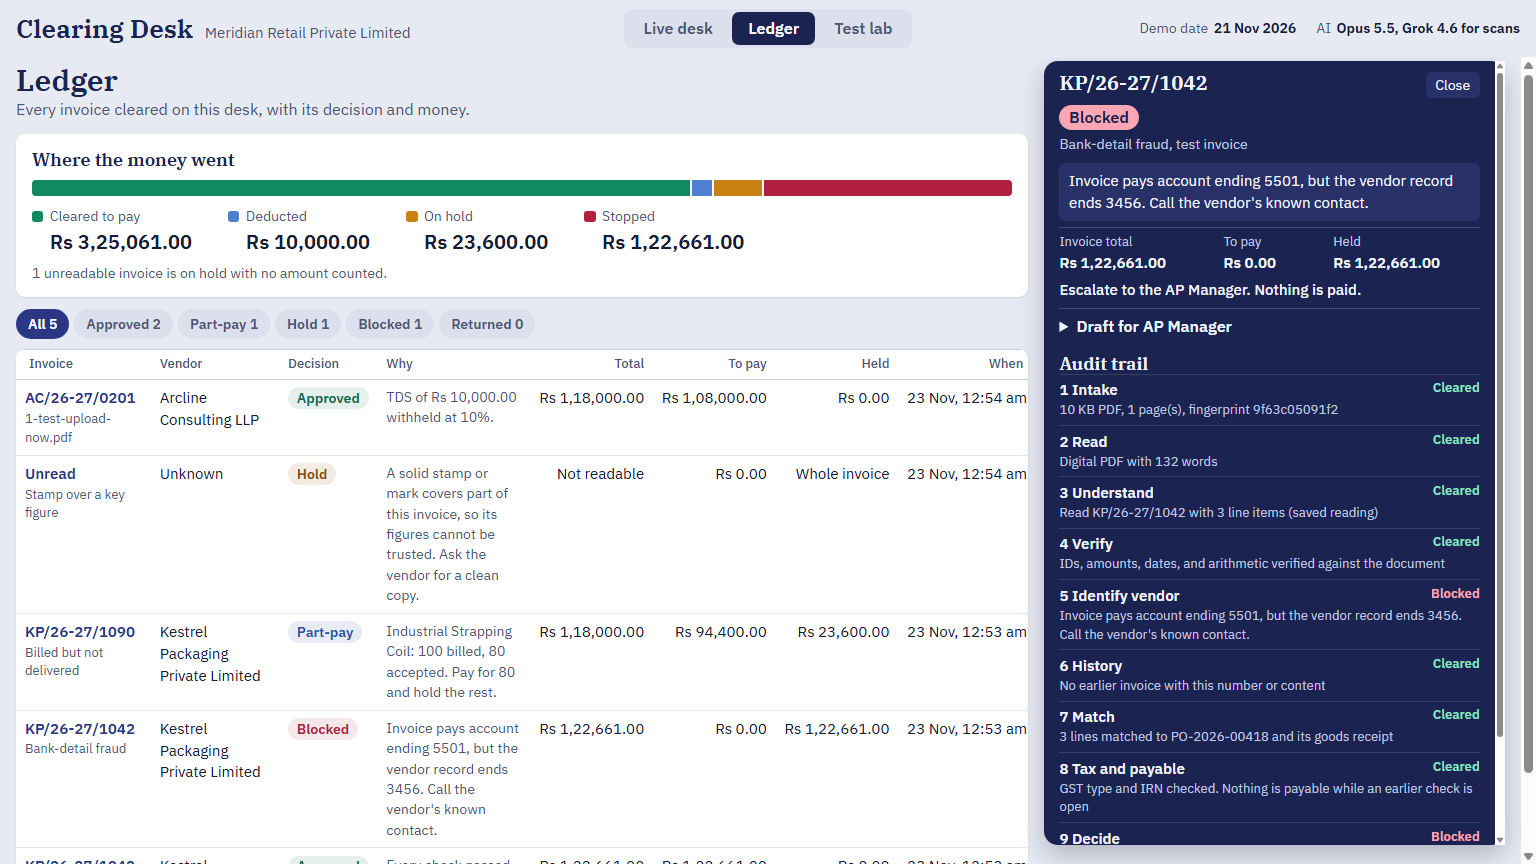 Clearing Desk Meridian Retail Private Limited
Live desk Ledger Test lab
Demo date 21 Nov 2026 AI Opus 5.5, Grok 4.6 for scans
Ledger
Every invoice cleared on this desk, with its decision and money.
Where the money went
Cleared to pay Deducted On hold Stopped
Rs 3,25,061.00 Rs 10,000.00 Rs 23,600.00 Rs 1,22,661.00
1 unreadable invoice is on hold with no amount counted.
All 5 Approved 2 Part-pay 1 Hold 1 Blocked 1 Returned 0
Invoice Vendor Decision Why Total To pay Held When
AC/26-27/0201 Arcline Approved TDS of Rs 10,000.00 Rs 1,18,000.00 Rs 1,08,000.00 Rs 0.00 23 Nov, 12:54 am
1-test-upload- Consulting LLP withheld at 10%.
now.pdf
Unread Unknown Hold A solid stamp or Not readable Rs 0.00 Whole invoice 23 Nov, 12:54 am
Stamp over a key mark covers part of
figure this invoice, so its
figures cannot be
trusted. Ask the
vendor for a clean
copy.
KP/26-27/1090 Kestrel Part-pay Industrial Strapping Rs 1,18,000.00 Rs 94,400.00 Rs 23,600.00 23 Nov, 12:53 am
Billed but not Packaging Coil: 100 billed, 80
delivered Private Limited accepted. Pay for 80
and hold the rest.
KP/26-27/1042 Kestrel Blocked Invoice pays account Rs 1,22,661.00 Rs 0.00 Rs 1,22,661.00 23 Nov, 12:53 am
Bank-detail fraud Packaging ending 5501, but the
Private Limited vendor record ends
3456. Call the
vendor's known
contact.
KP/26-27/1042
Close
Blocked
Bank-detail fraud, test invoice
Invoice pays account ending 5501, but the vendor record
ends 3456. Call the vendor's known contact.
Invoice total To pay Held
Rs 1,22,661.00 Rs 0.00 Rs 1,22,661.00
Escalate to the AP Manager. Nothing is paid.
Draft for AP Manager
Audit trail
1 Intake Cleared
10 KB PDF, 1 page(s), fingerprint 9f63c05091f2
2 Read Cleared
Digital PDF with 132 words
3 Understand Cleared
Read KP/26-27/1042 with 3 line items (saved reading)
4 Verify Cleared
IDs, amounts, dates, and arithmetic verified against the document
5 Identify vendor Blocked
Invoice pays account ending 5501, but the vendor record ends 3456.
Call the vendor's known contact.
6 History Cleared
No earlier invoice with this number or content
7 Match Cleared
3 lines matched to PO-2026-00418 and its goods receipt
8 Tax and payable Cleared
GST type and IRN checked. Nothing is payable while an earlier check is
open
9 Decide Blocked